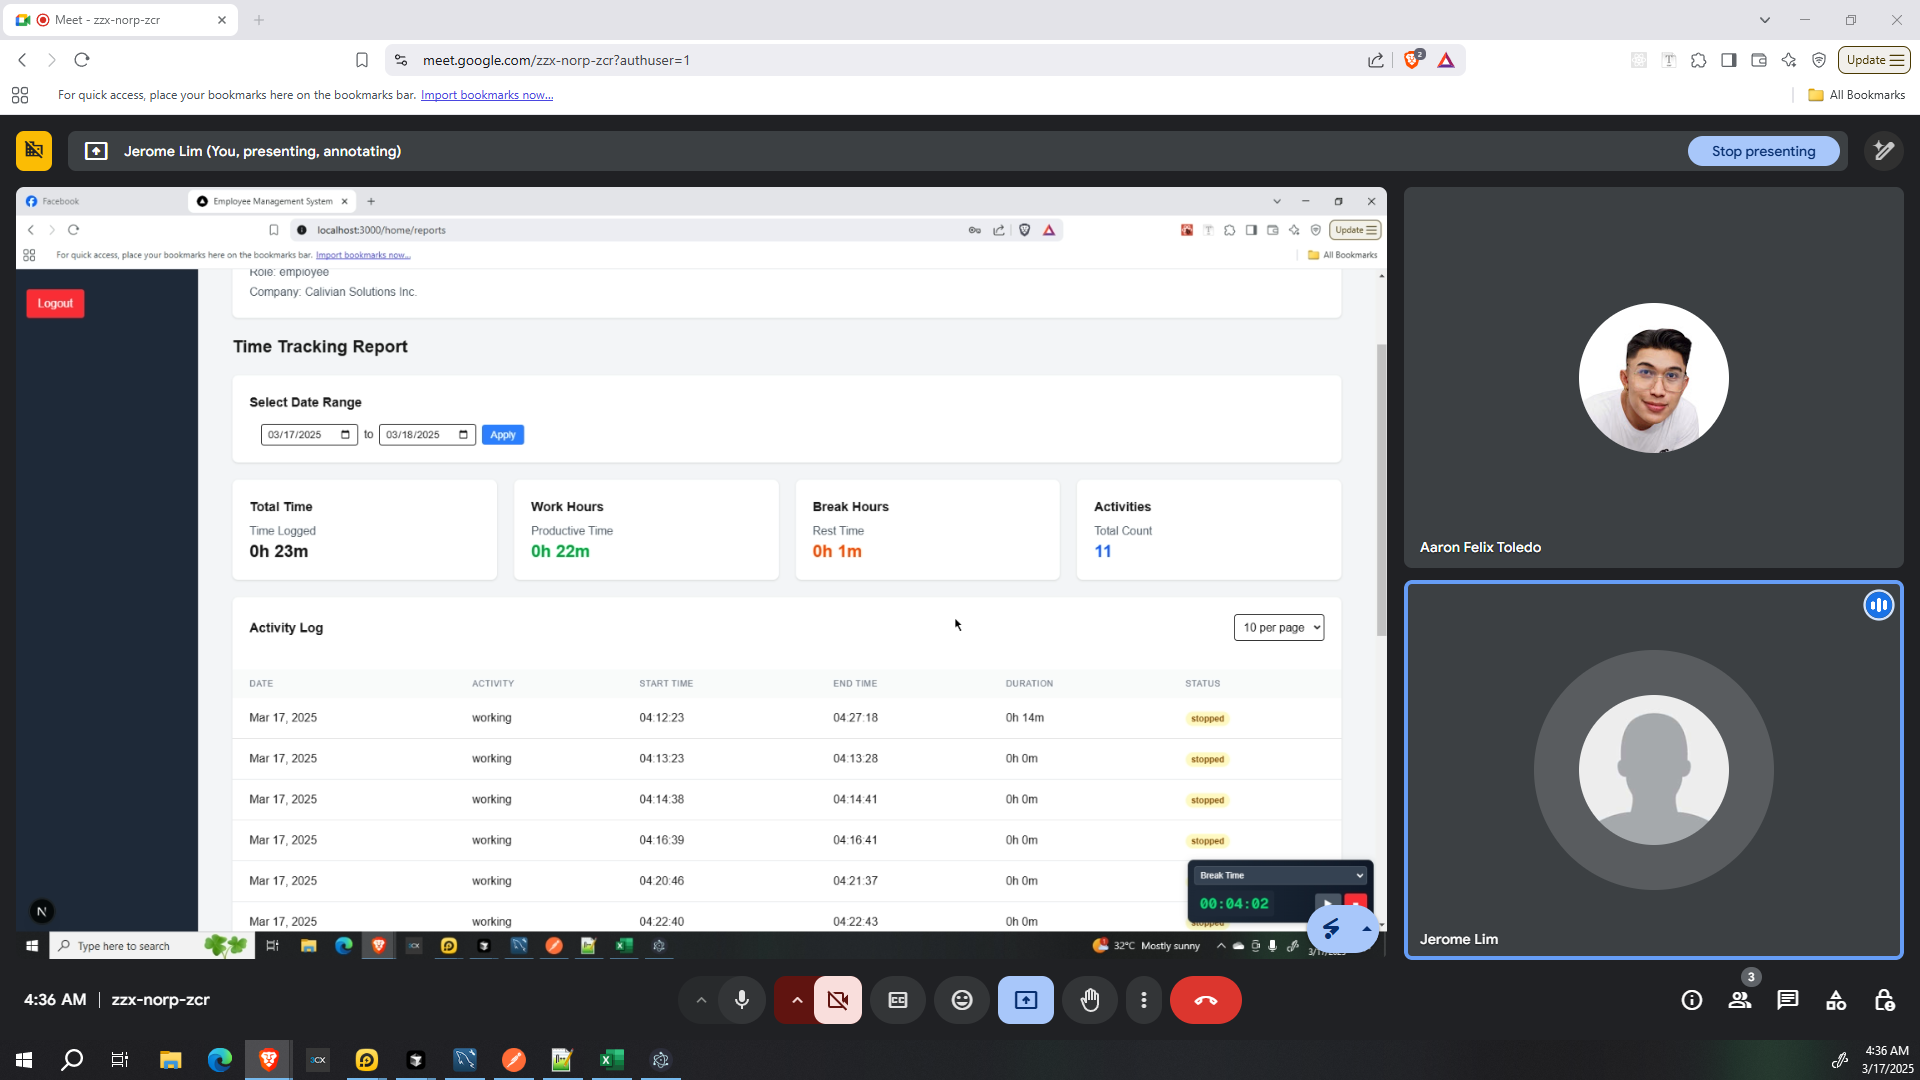 Meet - zzx-norp-zcr
meet.google.com/zzx-norp-zcr?authuser=1
2
Update
For quick access, place your bookmarks here on the bookmarks bar. Import bookmarks now...
All Bookmarks
Jerome Lim (You, presenting, annotating)
Stop presenting
Facebook
Employee Management System
localhost:3000/home/reports
Update
For quick access, place your bookmarks here on the bookmarks bar. Import bookmarks now...
All Bookmarks
Logout
Role: employee
Company: Calivian Solutions Inc.
Time Tracking Report
Select Date Range
03/17/2025 to 03/18/2025 Apply
Total Time
Time Logged
0h 23m
Work Hours
Productive Time
0h 22m
Break Hours
Rest Time
0h 1m
Activities
Total Count
11
Activity Log
10 per page
DATE ACTIVITY START TIME END TIME DURATION STATUS
Mar 17, 2025 working 04:12:23 04:27:18 0h 14m stopped
Mar 17, 2025 working 04:13:23 04:13:28 0h 0m stopped
Mar 17, 2025 working 04:14:38 04:14:41 0h 0m stopped
Mar 17, 2025 working 04:16:39 04:16:41 0h 0m stopped
Mar 17, 2025 working 04:20:46 04:21:37 0h 0m
Mar 17, 2025 working 04:22:40 04:22:43 0h 0m stopped
Break Time
00:04:02
N
Type here to search
32°C Mostly sunny
Aaron Felix Toledo
Jerome Lim
4:36 AM | zzx-norp-zcr
3
4:36 AM
3/17/2025